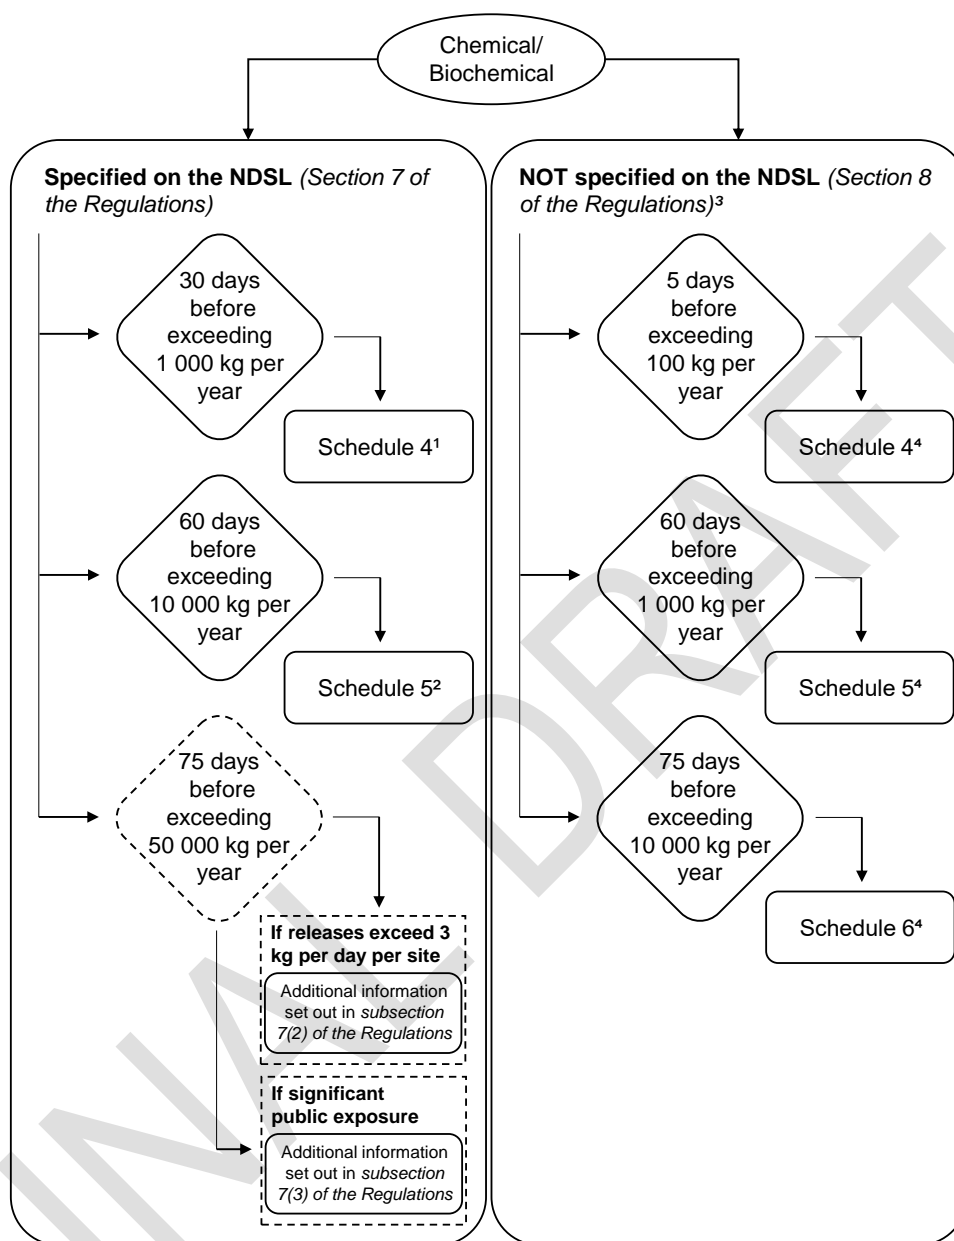 Chemical/
Biochemical
Specified on the NDSL (Section 7 of
the Regulations)
30 days
before
exceeding
1 000 kg per
year
Schedule 4¹
60 days
before
exceeding
10 000 kg per
year
Schedule 5²
75 days
before
exceeding
50 000 kg per
year
If releases exceed 3
kg per day per site
Additional information
set out in subsection
7(2) of the Regulations
If significant
public exposure
Additional information
set out in subsection
7(3) of the Regulations
NOT specified on the NDSL (Section 8
of the Regulations)³
5 days
before
exceeding
100 kg per
year
Schedule 4⁴
60 days
before
exceeding
1 000 kg per
year
Schedule 5⁴
75 days
before
exceeding
10 000 kg per
year
Schedule 6⁴
INAL DRAFT